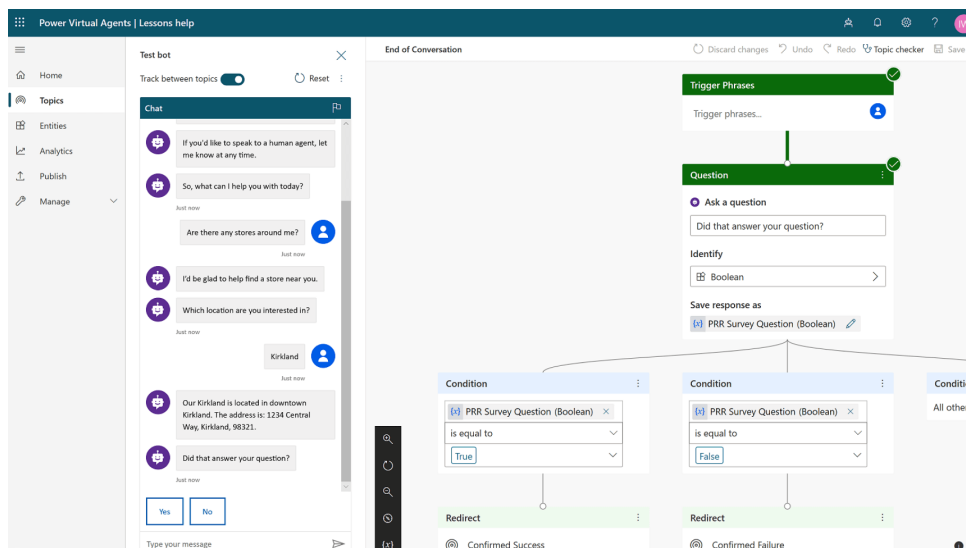 Power Virtual Agents | Lessons help
IV
Home
Topics
Entities
Analytics
Publish
Manage
Test bot
Track between topics
Reset
Chat
If you'd like to speak to a human agent, let
me know at any time.
So, what can I help you with today?
Just now
Are there any stores around me?
Just now
I'd be glad to help find a store near you.
Which location are you interested in?
Just now
Kirkland
Just now
Our Kirkland is located in downtown
Kirkland. The address is: 1234 Central
Way, Kirkland, 98321.
Did that answer your question?
Just now
Yes
No
Type your message
End of Conversation
Discard changes
Undo
Redo
Topic checker
Save
Trigger Phrases
Trigger phrases...
Question
Ask a question
Did that answer your question?
Identify
Boolean
Save response as
{x} PRR Survey Question (Boolean)
Condition
{x} PRR Survey Question (Boolean)
is equal to
True
Redirect
Confirmed Success
Condition
{x} PRR Survey Question (Boolean)
is equal to
False
Redirect
Confirmed Failure
Conditi
All other
{x}